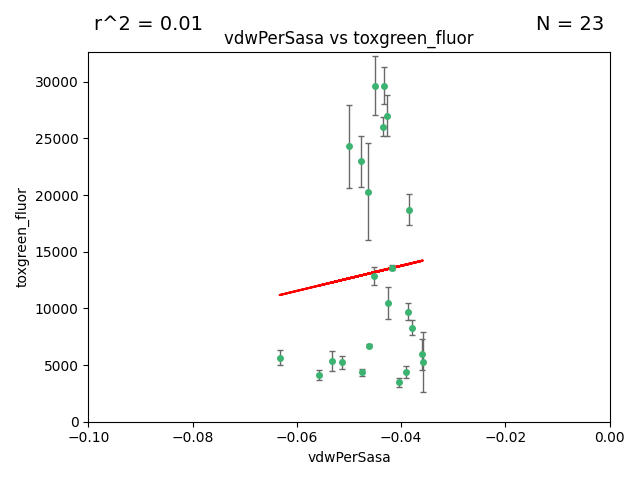 r^2 = 0.01
N = 23
vdwPerSasa vs toxgreen_fluor
toxgreen_fluor
30000
25000
20000
15000
10000
5000
0
−0.10
−0.08
−0.06
−0.04
−0.02
0.00
vdwPerSasa